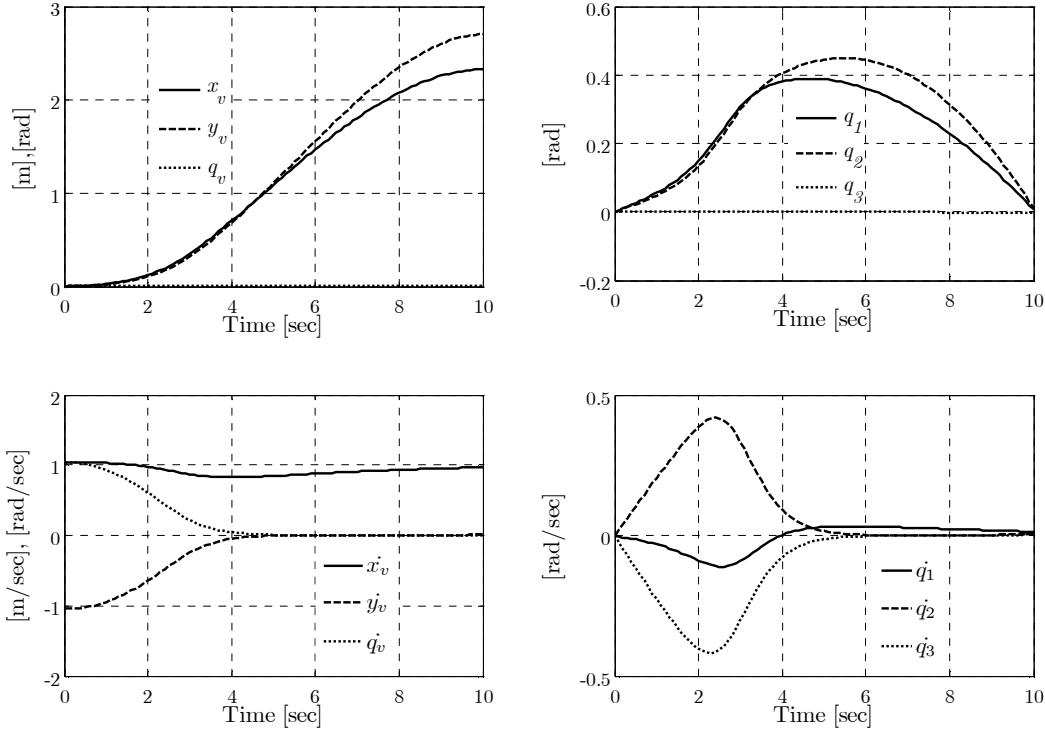 3
2
1
0
[m],[rad]
x_v
y_v
q_v
0 2 4 6 8 10
Time [sec]
0.6
0.4
0.2
0
-0.2
[rad]
q_1
q_2
q_3
0 2 4 6 8 10
Time [sec]
2
1
0
-1
-2
[m/sec], [rad/sec]
ẋ_v
ẏ_v
q̇_v
0 2 4 6 8 10
Time [sec]
0.5
0
-0.5
[rad/sec]
q̇_1
q̇_2
q̇_3
0 2 4 6 8 10
Time [sec]